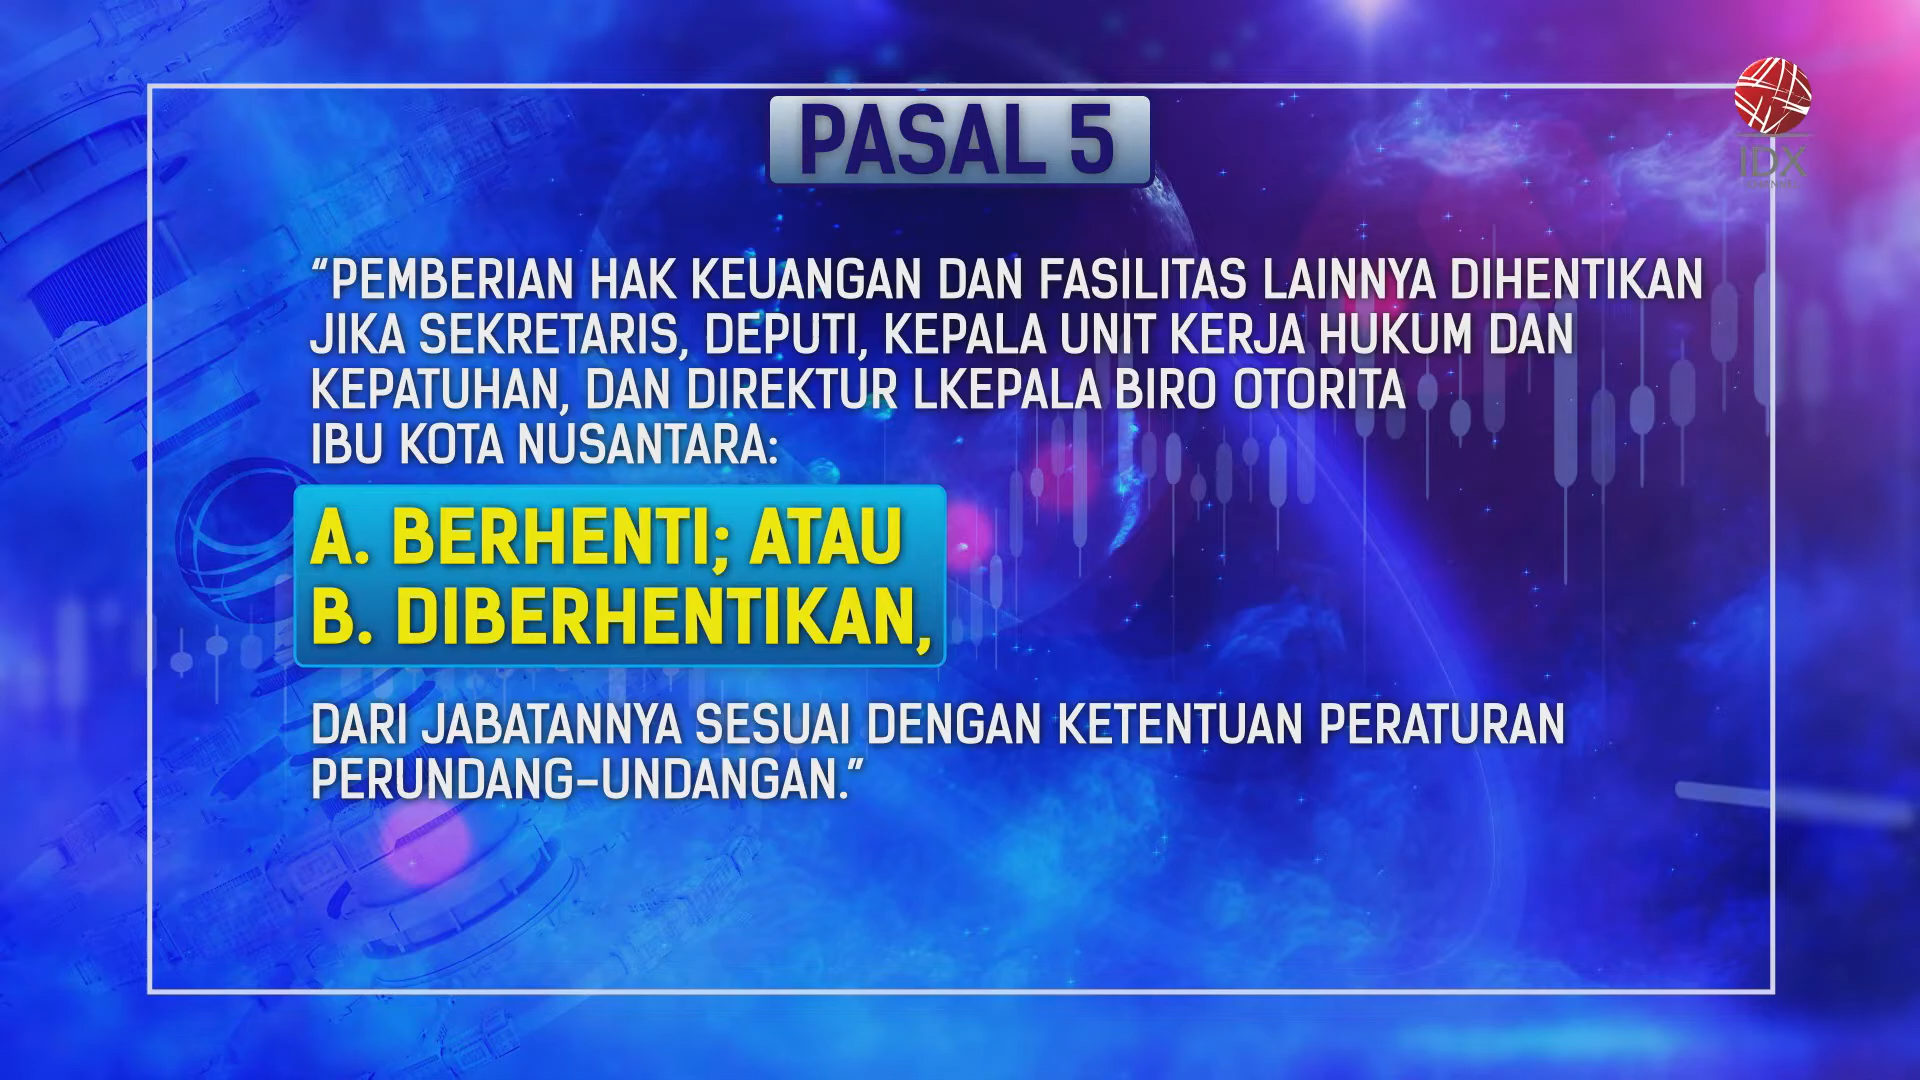 PASAL 5
IDX
“PEMBERIAN HAK KEUANGAN DAN FASILITAS LAINNYA DIHENTIKAN
JIKA SEKRETARIS, DEPUTI, KEPALA UNIT KERJA HUKUM DAN
KEPATUHAN, DAN DIREKTUR LKEPALA BIRO OTORITA
IBU KOTA NUSANTARA:
A. BERHENTI; ATAU
B. DIBERHENTIKAN,
DARI JABATANNYA SESUAI DENGAN KETENTUAN PERATURAN
PERUNDANG-UNDANGAN.”